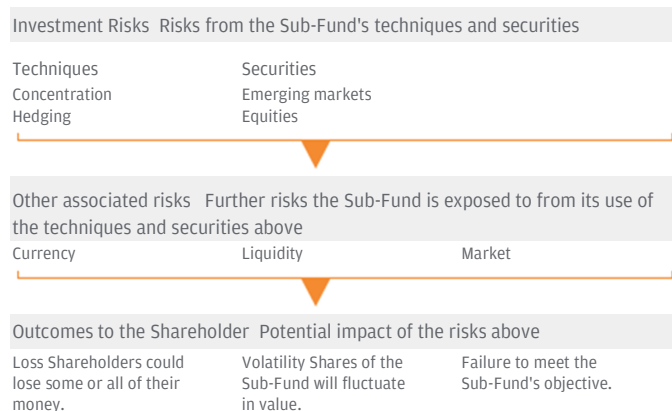 Investment Risks Risks from the Sub-Fund's techniques and securities
Techniques Securities
Concentration Emerging markets
Hedging Equities
Other associated risks Further risks the Sub-Fund is exposed to from its use of
the techniques and securities above
Currency Liquidity Market
Outcomes to the Shareholder Potential impact of the risks above
Loss Shareholders could
lose some or all of their
money.
Volatility Shares of the
Sub-Fund will fluctuate
in value.
Failure to meet the
Sub-Fund's objective.